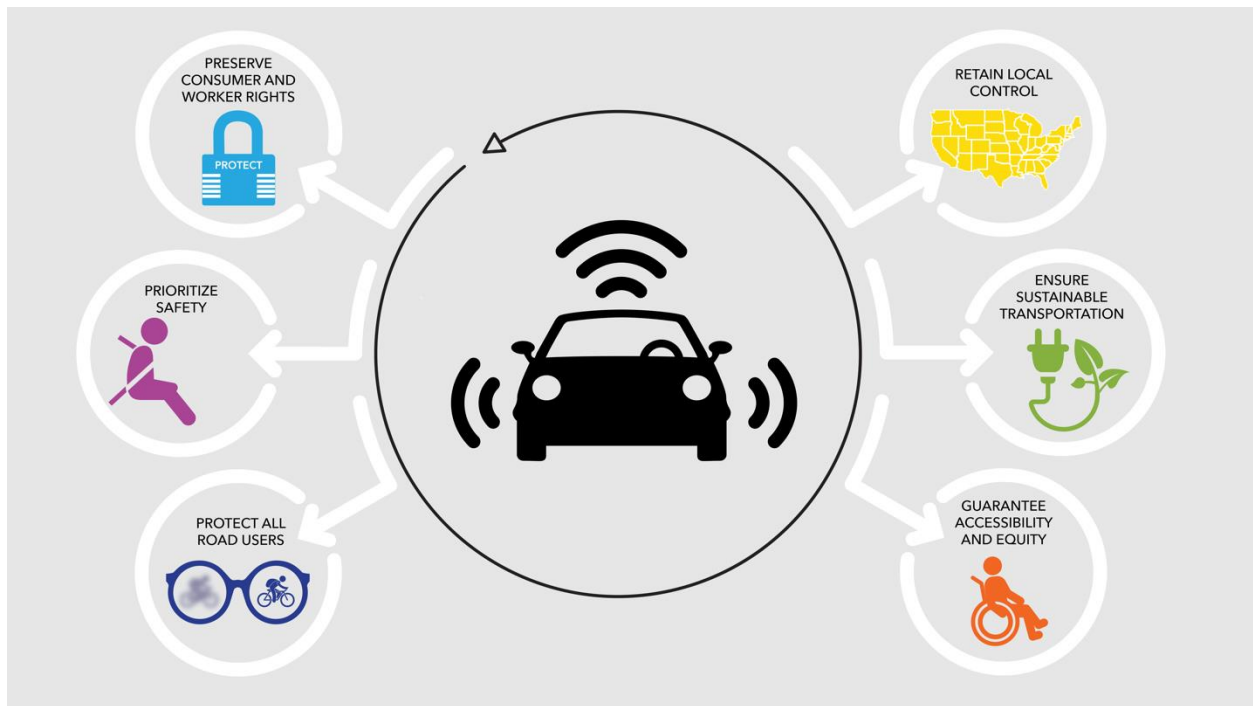 PRESERVE
CONSUMER AND
WORKER RIGHTS
PROTECT
PRIORITIZE
SAFETY
PROTECT ALL
ROAD USERS
RETAIN LOCAL
CONTROL
ENSURE
SUSTAINABLE
TRANSPORTATION
GUARANTEE
ACCESSIBILITY
AND EQUITY